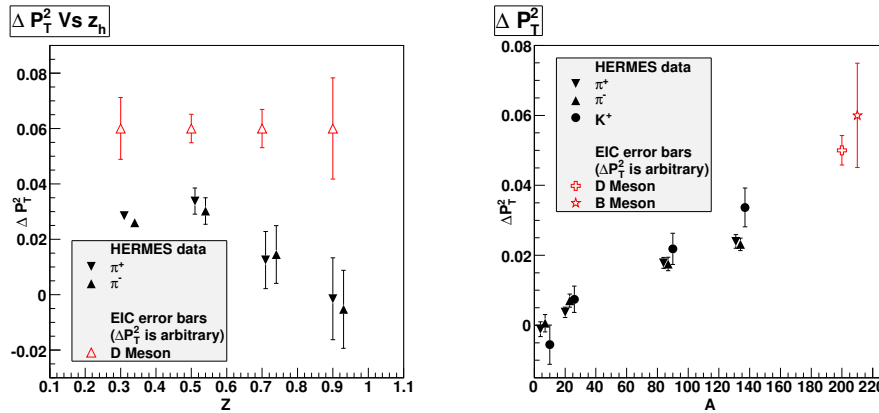 Δ P_T^2 Vs z_h
Δ P_T^2
0.08
0.06
0.04
0.02
0
-0.02
0.1 0.2 0.3 0.4 0.5 0.6 0.7 0.8 0.9 1 1.1
Z
HERMES data
π+
π-
EIC error bars
(ΔP_T^2 is arbitrary)
D Meson
Δ P_T^2
ΔP_T^2
0.08
0.06
0.04
0.02
0
0 20 40 60 80 100 120 140 160 180 200 220
A
HERMES data
π+
π-
K+
EIC error bars
(ΔP_T^2 is arbitrary)
D Meson
B Meson